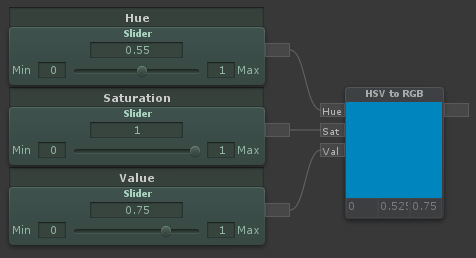 Hue
Slider
0.55
Min 0 1 Max
Saturation
Slider
1
Min 0 1 Max
Value
Slider
0.75
Min 0 1 Max
HSV to RGB
Hue
Sat
Val
0 0.525 0.75